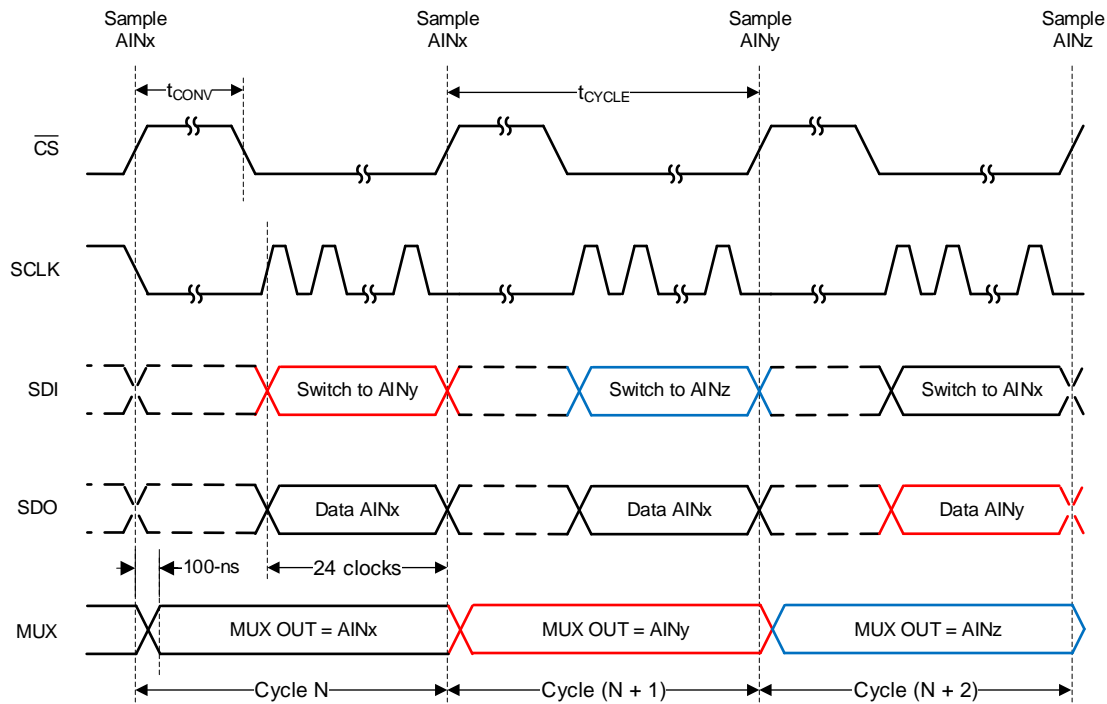 Sample AINx
Sample AINx
Sample AINy
Sample AINz
tCONV
tCYCLE
CS
SCLK
SDI
Switch to AINy
Switch to AINz
Switch to AINx
SDO
Data AINx
Data AINx
Data AINy
100-ns
24 clocks
MUX
MUX OUT = AINx
MUX OUT = AINy
MUX OUT = AINz
Cycle N
Cycle (N + 1)
Cycle (N + 2)